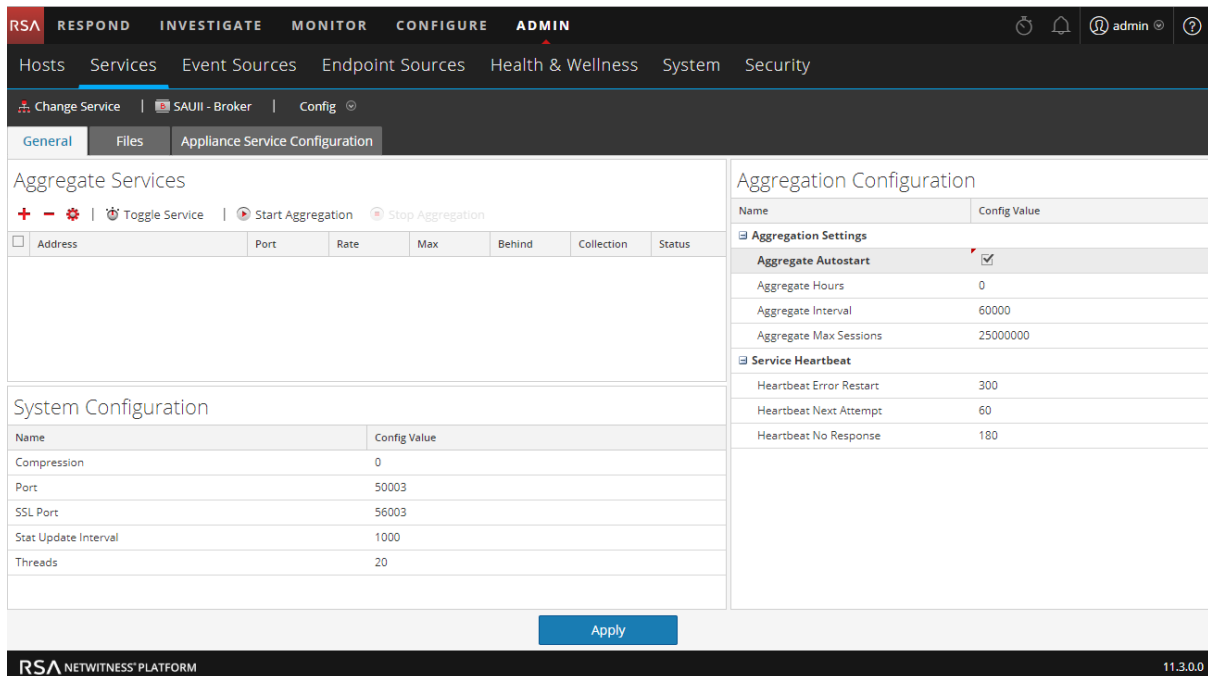 RSA RESPOND INVESTIGATE MONITOR CONFIGURE ADMIN admin
Hosts Services Event Sources Endpoint Sources Health & Wellness System Security
Change Service | SAUII - Broker | Config
General Files Appliance Service Configuration
Aggregate Services
Toggle Service | Start Aggregation Stop Aggregation
Address Port Rate Max Behind Collection Status
System Configuration
Name Config Value
Compression 0
Port 50003
SSL Port 56003
Stat Update Interval 1000
Threads 20
Aggregation Configuration
Name Config Value
Aggregation Settings
Aggregate Autostart
Aggregate Hours 0
Aggregate Interval 60000
Aggregate Max Sessions 25000000
Service Heartbeat
Heartbeat Error Restart 300
Heartbeat Next Attempt 60
Heartbeat No Response 180
Apply
RSA NETWITNESS® PLATFORM 11.3.0.0